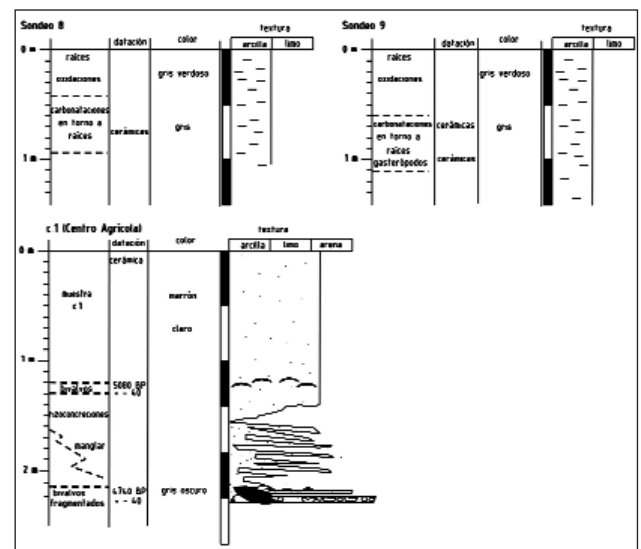 Sondeo 8
datación color textura
arcilla limo
0 m
raíces
oxidaciones
gris verdoso
carbonataciones
en torno a
raíces
cerámicas
gris
1 m
Sondeo 9
datación color textura
arcilla limo
0 m
raíces
oxidaciones
gris verdoso
carbonataciones
en torno a
raíces
gasterópodos
cerámicas
cerámicas
gris
1 m
c.1 (Centro Agrícola)
datación color textura
arcilla limo arena
0 m
cerámica
muestra
c.1
marrón
claro
1 m
bivalvos
5080 BP
+ - 40
rizoconcreciones
manglar
2 m
bivalvos
fragmentados
4740 BP
+ - 40
gris oscuro